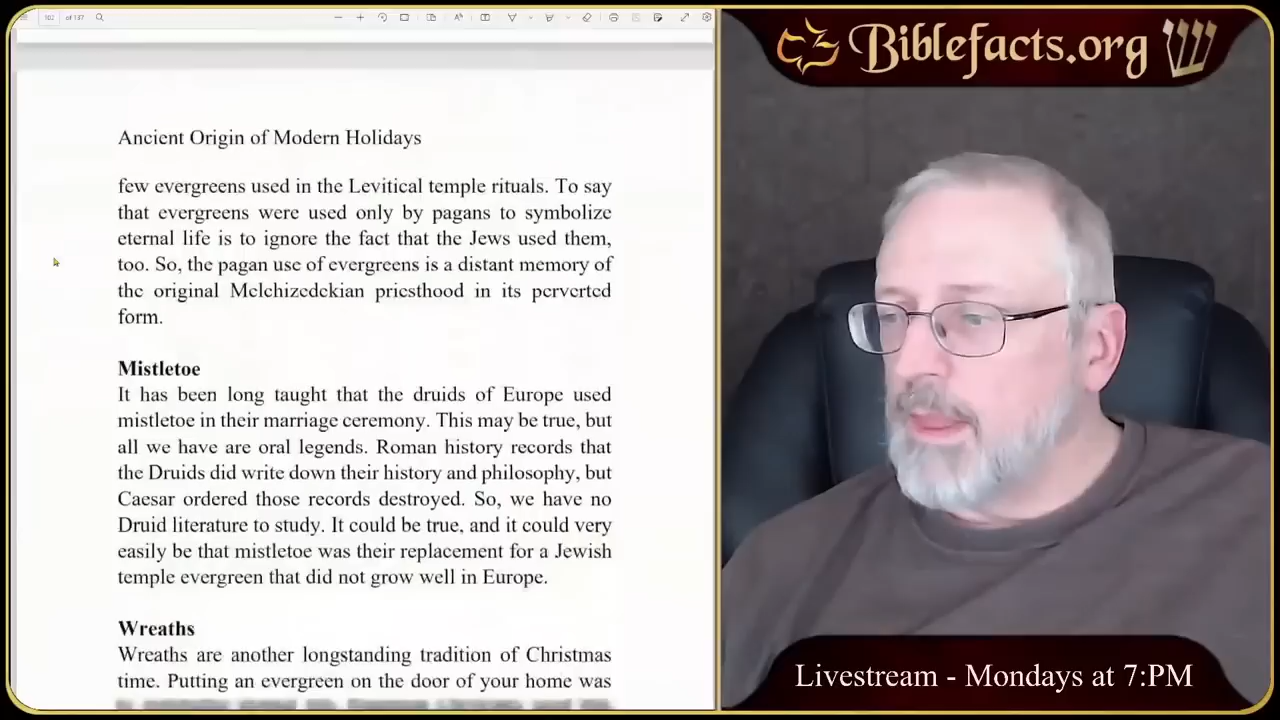 102 of 137
Biblefacts.org
Ancient Origin of Modern Holidays
few evergreens used in the Levitical temple rituals. To say
that evergreens were used only by pagans to symbolize
eternal life is to ignore the fact that the Jews used them,
too. So, the pagan use of evergreens is a distant memory of
the original Melchizedekian priesthood in its perverted
form.
Mistletoe
It has been long taught that the druids of Europe used
mistletoe in their marriage ceremony. This may be true, but
all we have are oral legends. Roman history records that
the Druids did write down their history and philosophy, but
Caesar ordered those records destroyed. So, we have no
Druid literature to study. It could be true, and it could very
easily be that mistletoe was their replacement for a Jewish
temple evergreen that did not grow well in Europe.
Wreaths
Wreaths are another longstanding tradition of Christmas
time. Putting an evergreen on the door of your home was
Livestream - Mondays at 7:PM